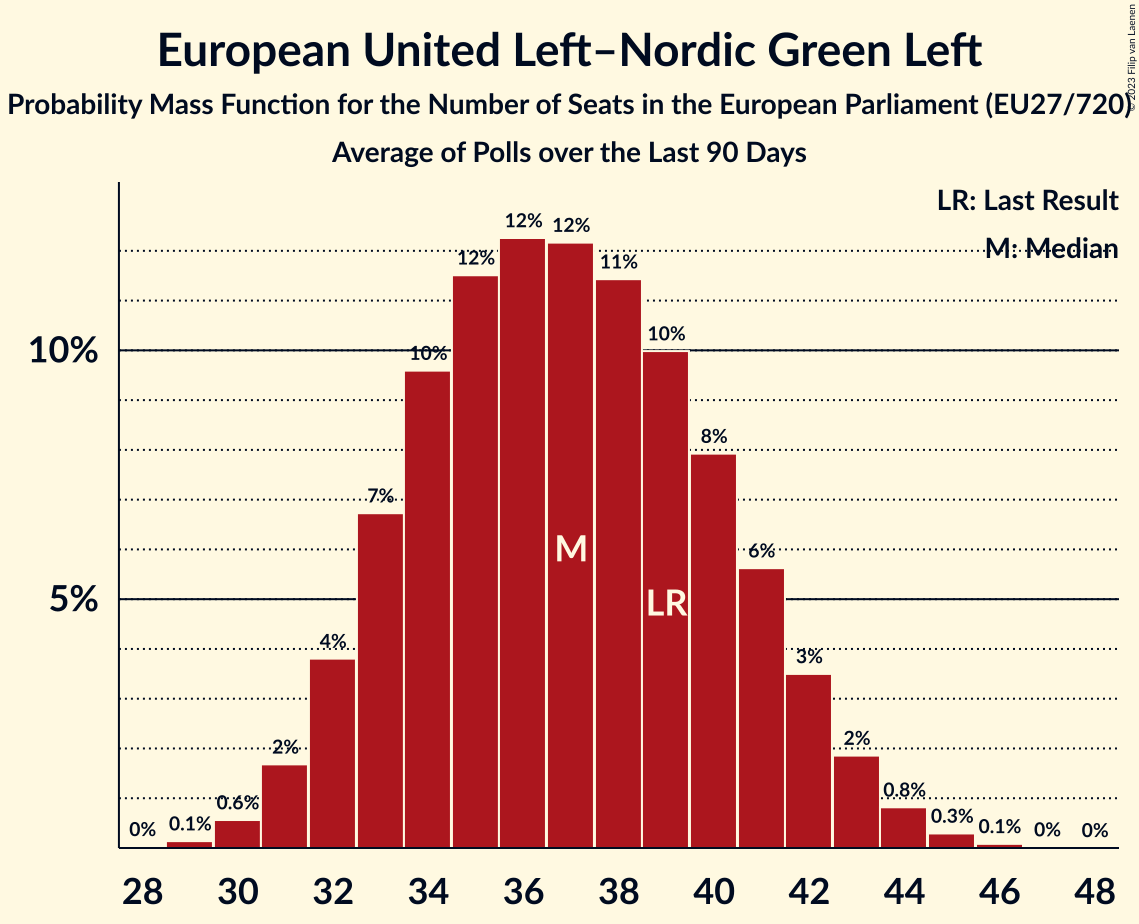 European United Left–Nordic Green Left
Probability Mass Function for the Number of Seats in the European Parliament (EU27/720)
Average of Polls over the Last 90 Days
© 2023 Filip van Laenen
LR: Last Result
M: Median
10%
5%
0%
0.1%
0.6%
2%
4%
7%
10%
12%
12%
12%
11%
10%
8%
6%
3%
2%
0.8%
0.3%
0.1%
0%
0%
M
LR
28 30 32 34 36 38 40 42 44 46 48